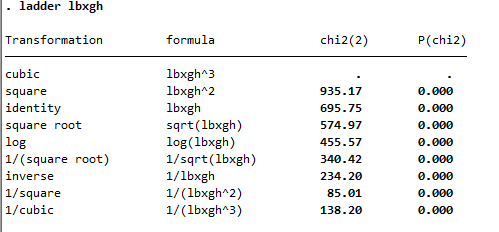 . ladder lbxgh
Transformation formula chi2(2) P(chi2)
cubic lbxgh^3 . .
square lbxgh^2 935.17 0.000
identity lbxgh 695.75 0.000
square root sqrt(lbxgh) 574.97 0.000
log log(lbxgh) 455.57 0.000
1/(square root) 1/sqrt(lbxgh) 340.42 0.000
inverse 1/lbxgh 234.20 0.000
1/square 1/(lbxgh^2) 85.01 0.000
1/cubic 1/(lbxgh^3) 138.20 0.000